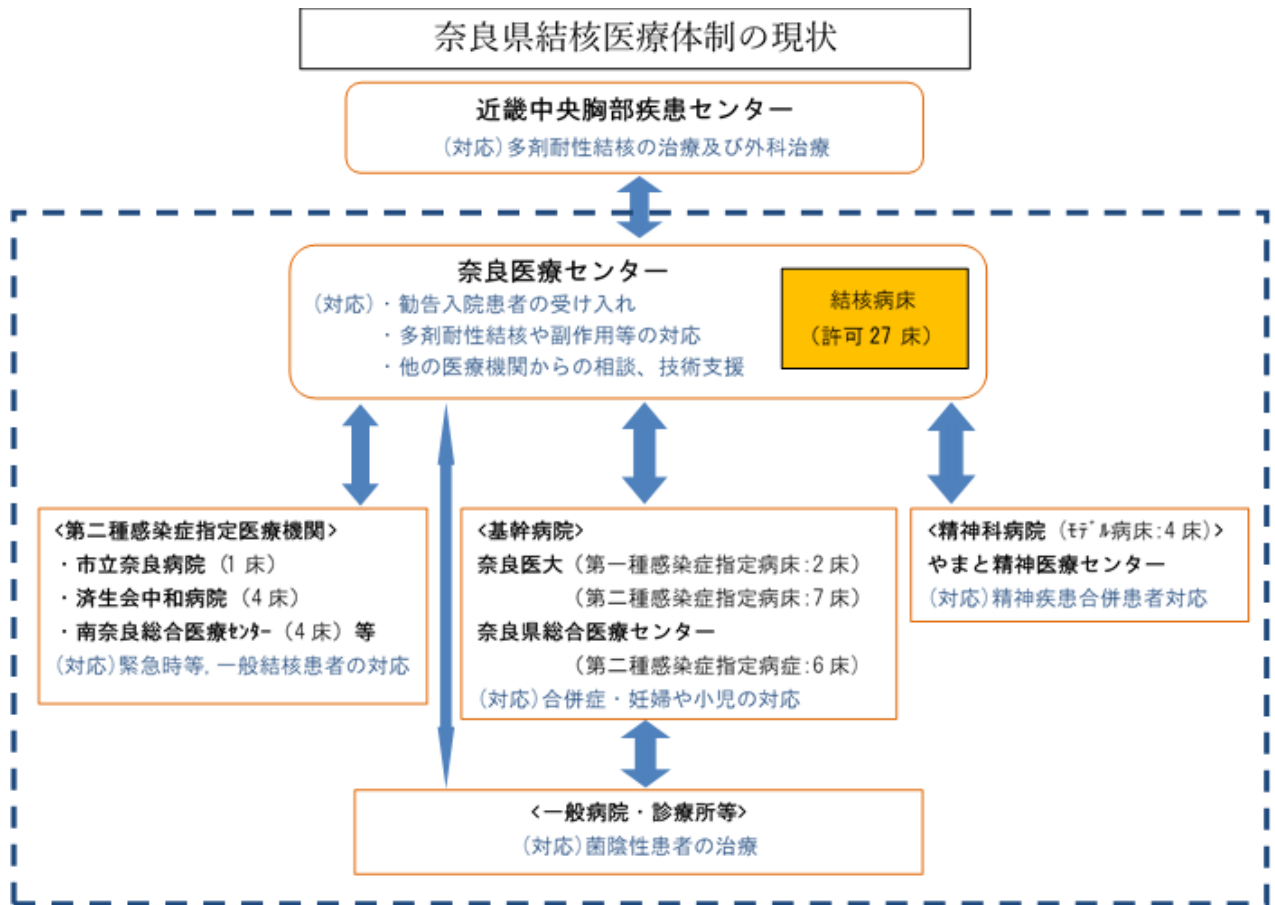 奈良県結核医療体制の現状
近畿中央胸部疾患センター
(対応)多剤耐性結核の治療及び外科治療
奈良医療センター
(対応)・勧告入院患者の受け入れ
・多剤耐性結核や副作用等の対応
・他の医療機関からの相談、技術支援
結核病床
(許可27 床)
<第二種感染症指定医療機関>
・市立奈良病院 (1 床)
・済生会中和病院 (4 床)
・南奈良総合医療ｾﾝﾀｰ (4 床) 等
(対応)緊急時等,一般結核患者の対応
<基幹病院>
奈良医大 (第一種感染症指定病床:2 床)
(第二種感染症指定病床:7 床)
奈良県総合医療センター
(第二種感染症指定病症:6 床)
(対応)合併症・妊婦や小児の対応
<精神科病院 (ﾓﾃﾞﾙ病床:4 床)>
やまと精神医療センター
(対応)精神疾患合併患者対応
<一般病院・診療所等>
(対応)菌陰性患者の治療